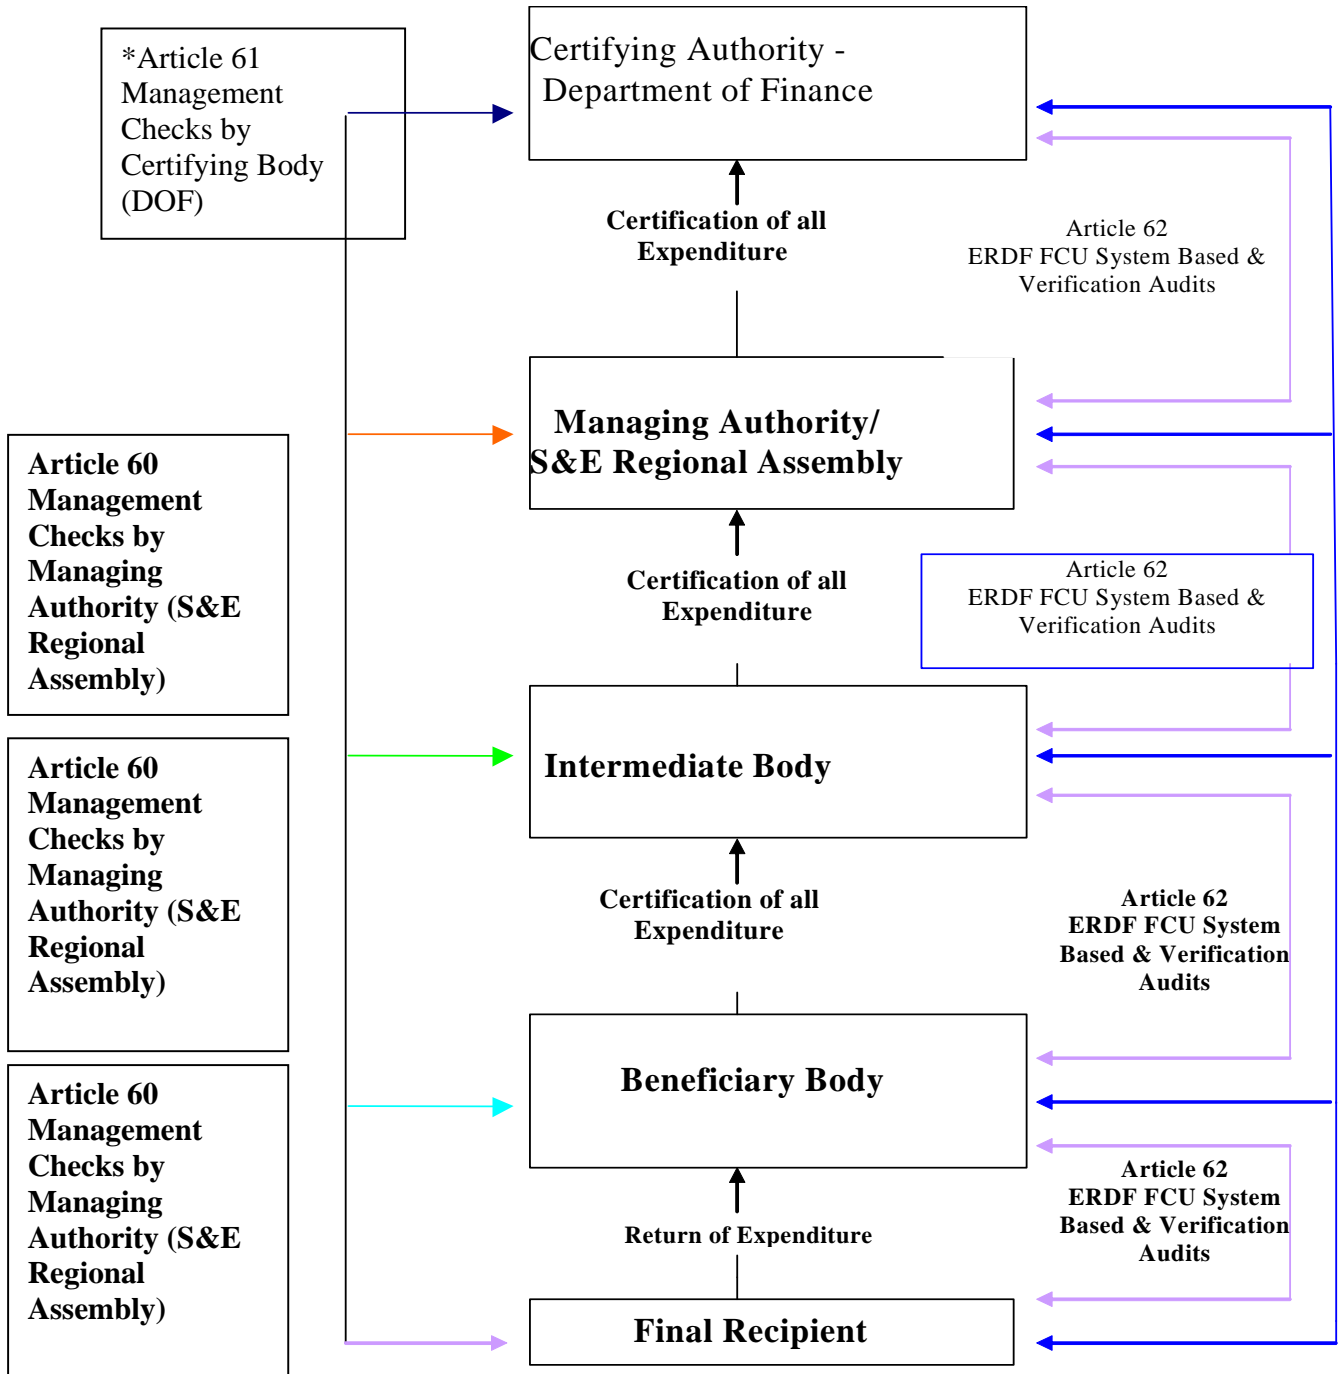 *Article 61
Management
Checks by
Certifying Body
(DOF)
Certifying Authority -
Department of Finance
Certification of all
Expenditure
Article 62
ERDF FCU System Based &
Verification Audits
Managing Authority/
S&E Regional Assembly
Article 60
Management
Checks by
Managing
Authority (S&E
Regional
Assembly)
Certification of all
Expenditure
Article 62
ERDF FCU System Based &
Verification Audits
Intermediate Body
Article 60
Management
Checks by
Managing
Authority (S&E
Regional
Assembly)
Certification of all
Expenditure
Article 62
ERDF FCU System
Based & Verification
Audits
Beneficiary Body
Article 60
Management
Checks by
Managing
Authority (S&E
Regional
Assembly)
Return of Expenditure
Article 62
ERDF FCU System
Based & Verification
Audits
Final Recipient